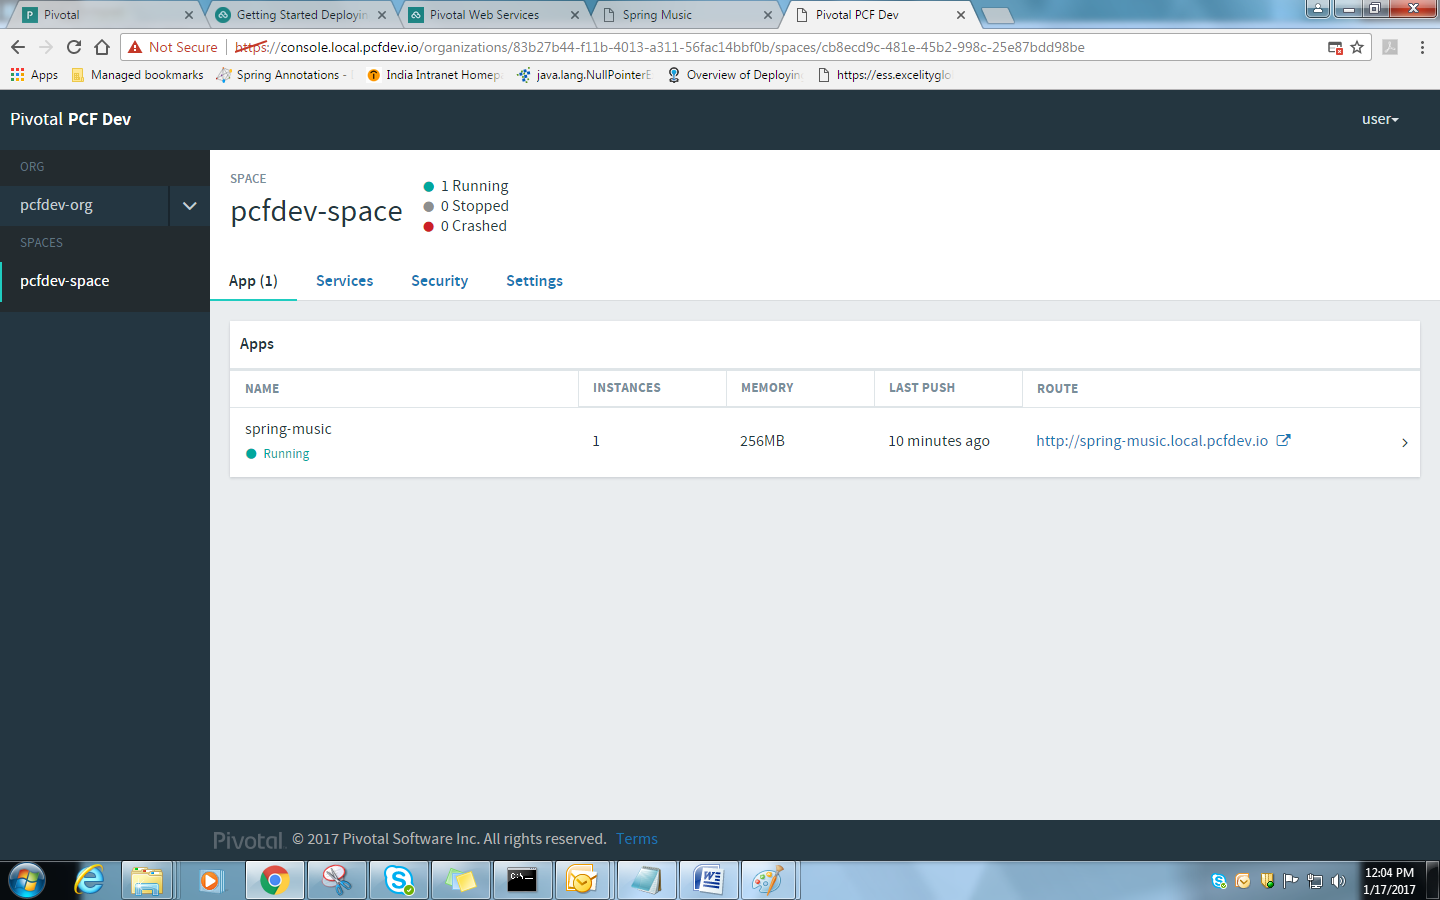 Pivotal
Getting Started Deployin
Pivotal Web Services
Spring Music
Pivotal PCF Dev
Not Secure
https://console.local.pcfdev.io/organizations/83b27b44-f11b-4013-a311-56fac14bbf0b/spaces/cb8ecd9c-481e-45b2-998c-25e87bdd98be
Apps
Managed bookmarks
Spring Annotations -
India Intranet Homep
java.lang.NullPointerE
Overview of Deployin
https://ess.excelityglo
Pivotal PCF Dev
user
ORG
pcfdev-org
SPACES
pcfdev-space
SPACE
pcfdev-space
1 Running
0 Stopped
0 Crashed
App (1)
Services
Security
Settings
Apps
NAME
INSTANCES
MEMORY
LAST PUSH
ROUTE
spring-music
Running
1
256MB
10 minutes ago
http://spring-music.local.pcfdev.io
Pivotal
© 2017 Pivotal Software Inc. All rights reserved.
Terms
12:04 PM
1/17/2017